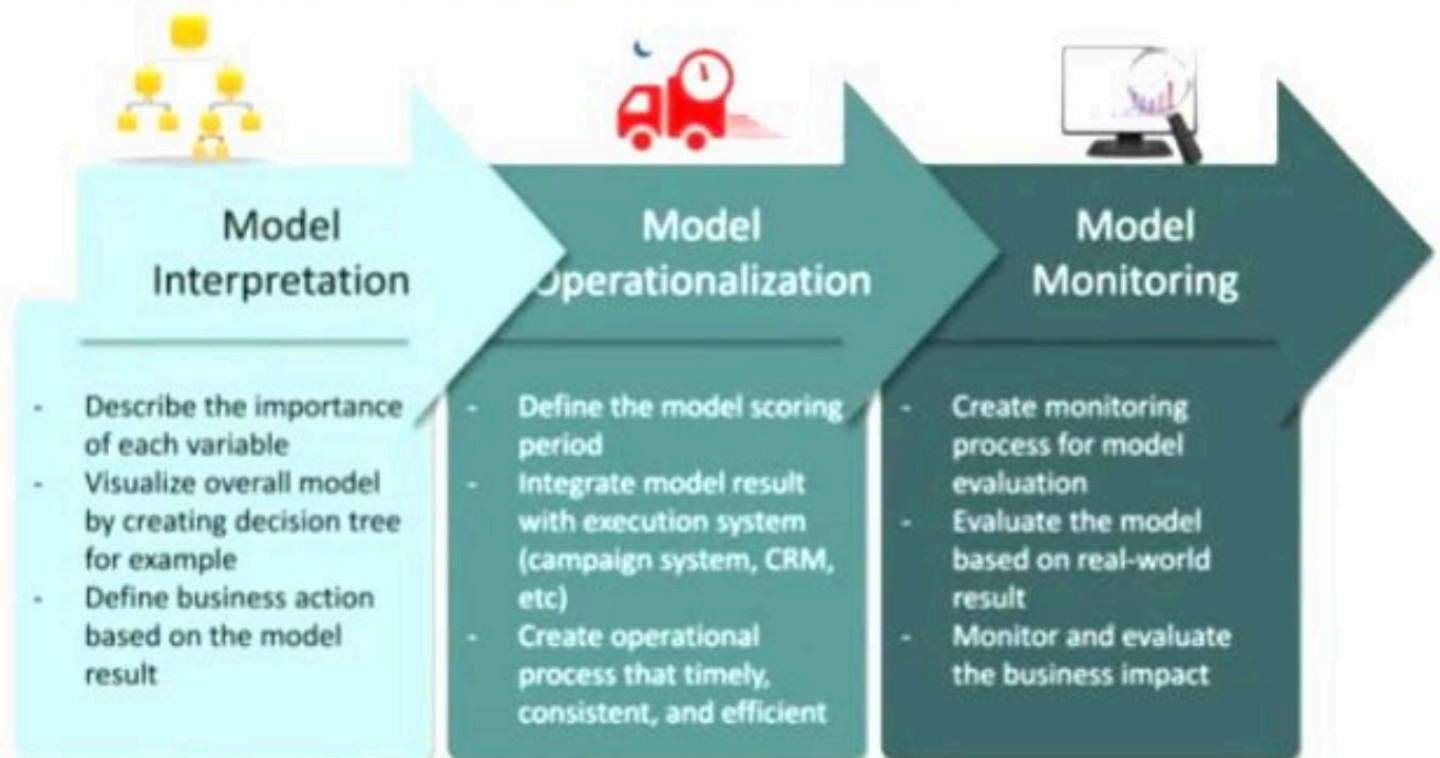 Model
Interpretation
- Describe the importance
of each variable
- Visualize overall model
by creating decision tree
for example
- Define business action
based on the model
result
Model
Operationalization
- Define the model scoring
period
- Integrate model result
with execution system
(campaign system, CRM,
etc)
- Create operational
process that timely,
consistent, and efficient
Model
Monitoring
- Create monitoring
process for model
evaluation
- Evaluate the model
based on real-world
result
- Monitor and evaluate
the business impact